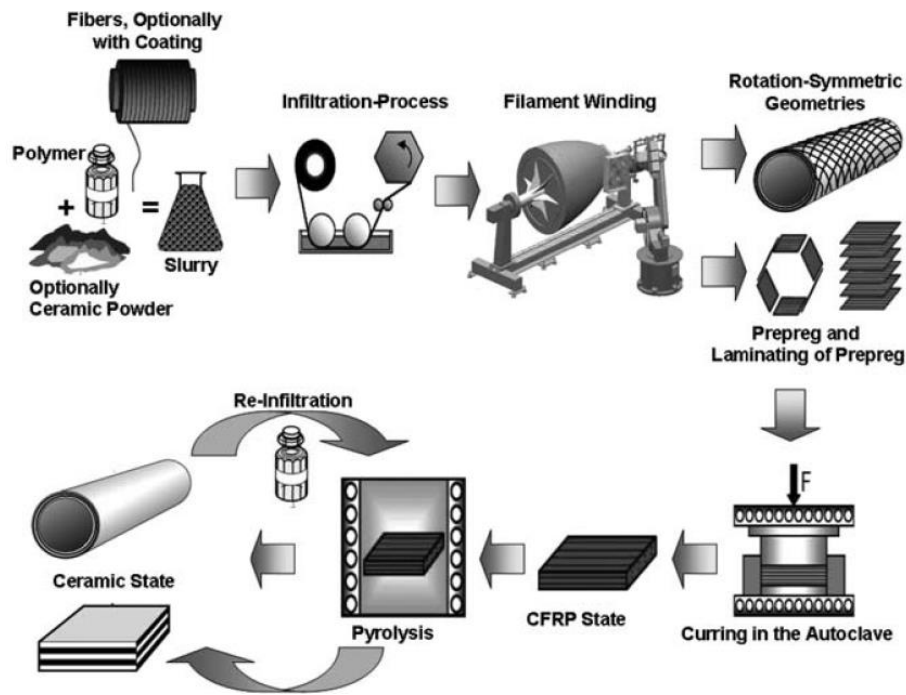 Fibers, Optionally
with Coating
Polymer
+
=
Slurry
Optionally
Ceramic Powder
Infiltration-Process
Filament Winding
Rotation-Symmetric
Geometries
Prepreg and
Laminating of Prepreg
F
Curring in the Autoclave
CFRP State
Pyrolysis
Re-Infiltration
Ceramic State